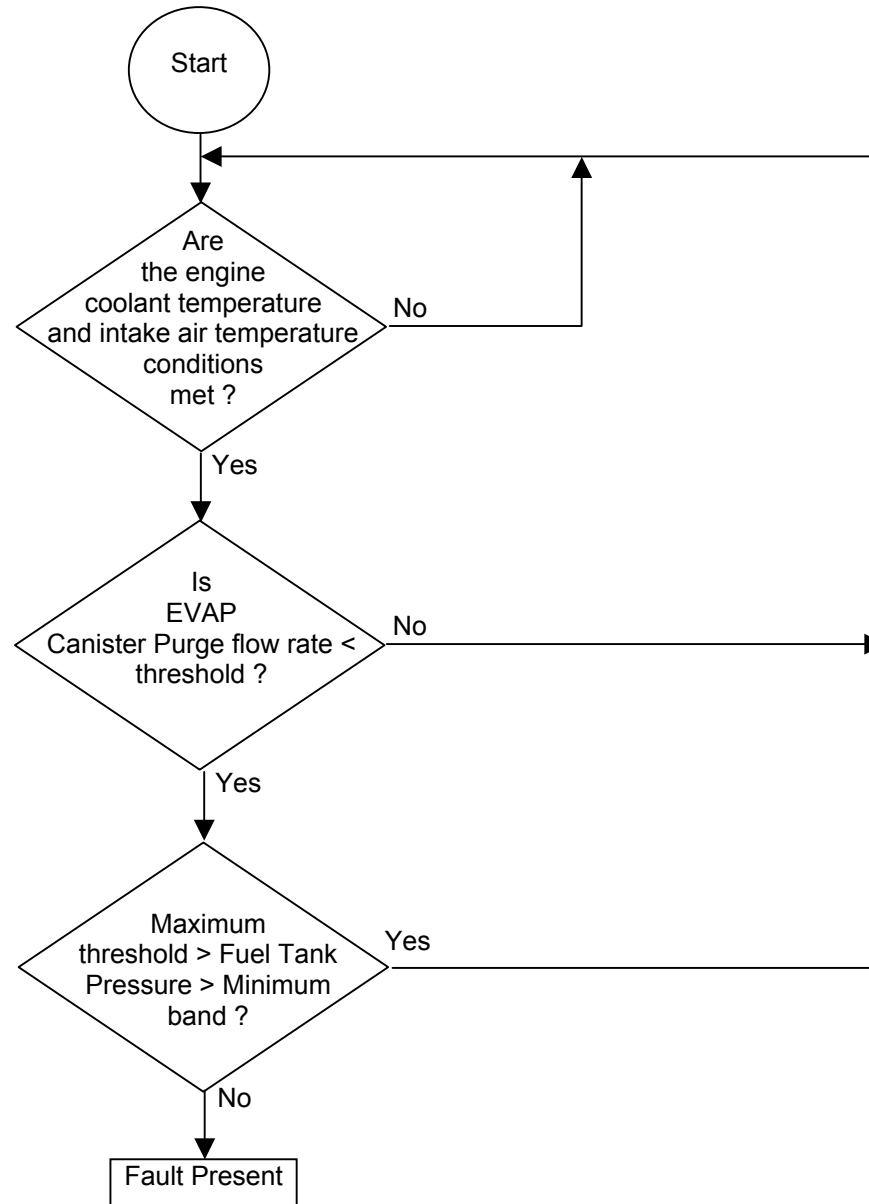 Start
Are
the engine
coolant temperature
and intake air temperature
conditions
met ?
No
Yes
Is
EVAP
Canister Purge flow rate <
threshold ?
No
Yes
Maximum
threshold > Fuel Tank
Pressure > Minimum
band ?
Yes
No
Fault Present